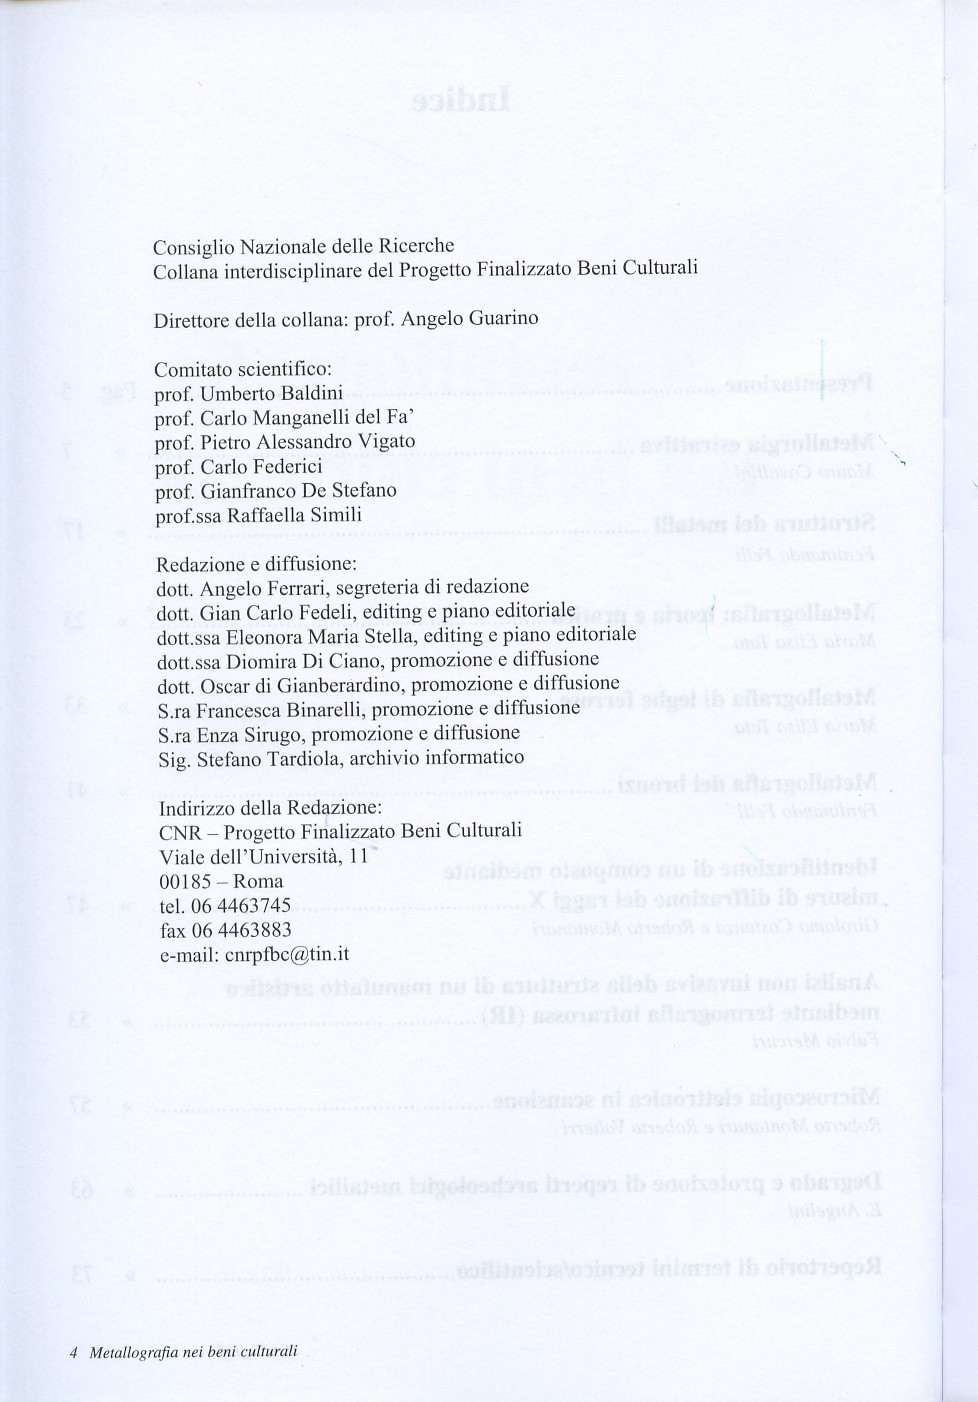 Consiglio Nazionale delle Ricerche
Collana interdisciplinare del Progetto Finalizzato Beni Culturali
Direttore della collana: prof. Angelo Guarino
Comitato scientifico:
prof. Umberto Baldini
prof. Carlo Manganelli del Fa’
prof. Pietro Alessandro Vigato
prof. Carlo Federici
prof. Gianfranco De Stefano
prof.ssa Raffaella Simili
Redazione e diffusione:
dott. Angelo Ferrari, segreteria di redazione
dott. Gian Carlo Fedeli, editing e piano editoriale
dott.ssa Eleonora Maria Stella, editing e piano editoriale
dott.ssa Diomira Di Ciano, promozione e diffusione
dott. Oscar di Gianberardino, promozione e diffusione
S.ra Francesca Binarelli, promozione e diffusione
S.ra Enza Sirugo, promozione e diffusione
Sig. Stefano Tardiola, archivio informatico
Indirizzo della Redazione:
CNR – Progetto Finalizzato Beni Culturali
Viale dell’Università, 11
00185 – Roma
tel. 06 4463745
fax 06 4463883
e-mail: cnrpfbc@tin.it
4 Metallografia nei beni culturali